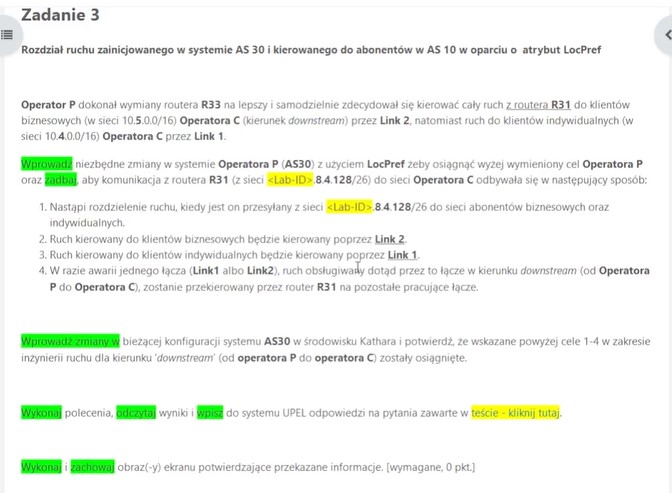 Zadanie 3
Rozdział ruchu zainicjowanego w systemie AS 30 i kierowanego do abonentów w AS 10 w oparciu o atrybut LocPref
Operator P dokonał wymiany routera R33 na lepszy i samodzielnie zdecydował się kierować cały ruch z routera R31 do klientów
biznesowych (w sieci 10.5.0.0/16) Operatora C (kierunek downstream) przez Link 2, natomiast ruch do klientów indywidualnych (w
sieci 10.4.0.0/16) Operatora C przez Link 1.
Wprowadź niezbędne zmiany w systemie Operatora P (AS30) z użyciem LocPref żeby osiągnąć wyżej wymieniony cel Operatora P
oraz zadbaj, aby komunikacja z routera R31 (z sieci <Lab-ID>.8.4.128/26) do sieci Operatora C odbywała się w następujący sposób:
1. Nastąpi rozdzielenie ruchu, kiedy jest on przesyłany z sieci <Lab-ID>.8.4.128/26 do sieci abonentów biznesowych oraz
indywidualnych.
2. Ruch kierowany do klientów biznesowych będzie kierowany poprzez Link 2.
3. Ruch kierowany do klientów indywidualnych będzie kierowany poprzez Link 1.
4. W razie awarii jednego łącza (Link1 albo Link2), ruch obsługiwany dotąd przez to łącze w kierunku downstream (od Operatora
P do Operatora C), zostanie przekierowany przez router R31 na pozostałe pracujące łącze.
Wprowadź zmiany w bieżącej konfiguracji systemu AS30 w środowisku Kathara i potwierdź, że wskazane powyżej cele 1-4 w zakresie
inżynierii ruchu dla kierunku 'downstream' (od operatora P do operatora C) zostały osiągnięte.
Wykonaj polecenia, odczytaj wyniki i wpisz do systemu UPEL odpowiedzi na pytania zawarte w teście - kliknij tutaj.
Wykonaj i zachowaj obraz(-y) ekranu potwierdzające przekazane informacje. [wymagane, 0 pkt.]